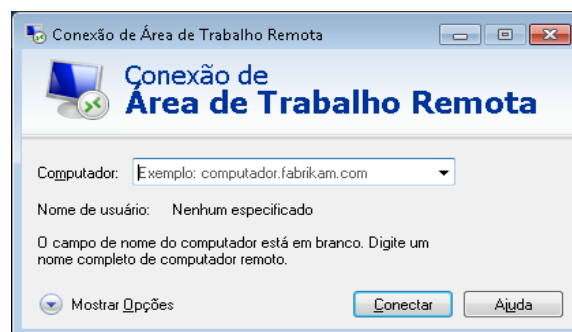 Conexão de Área de Trabalho Remota
Conexão de
Área de Trabalho Remota
Computador: Exemplo: computador.fabrikam.com
Nome de usuário: Nenhum especificado
O campo de nome do computador está em branco. Digite um
nome completo de computador remoto.
Mostrar Opções Conectar Ajuda